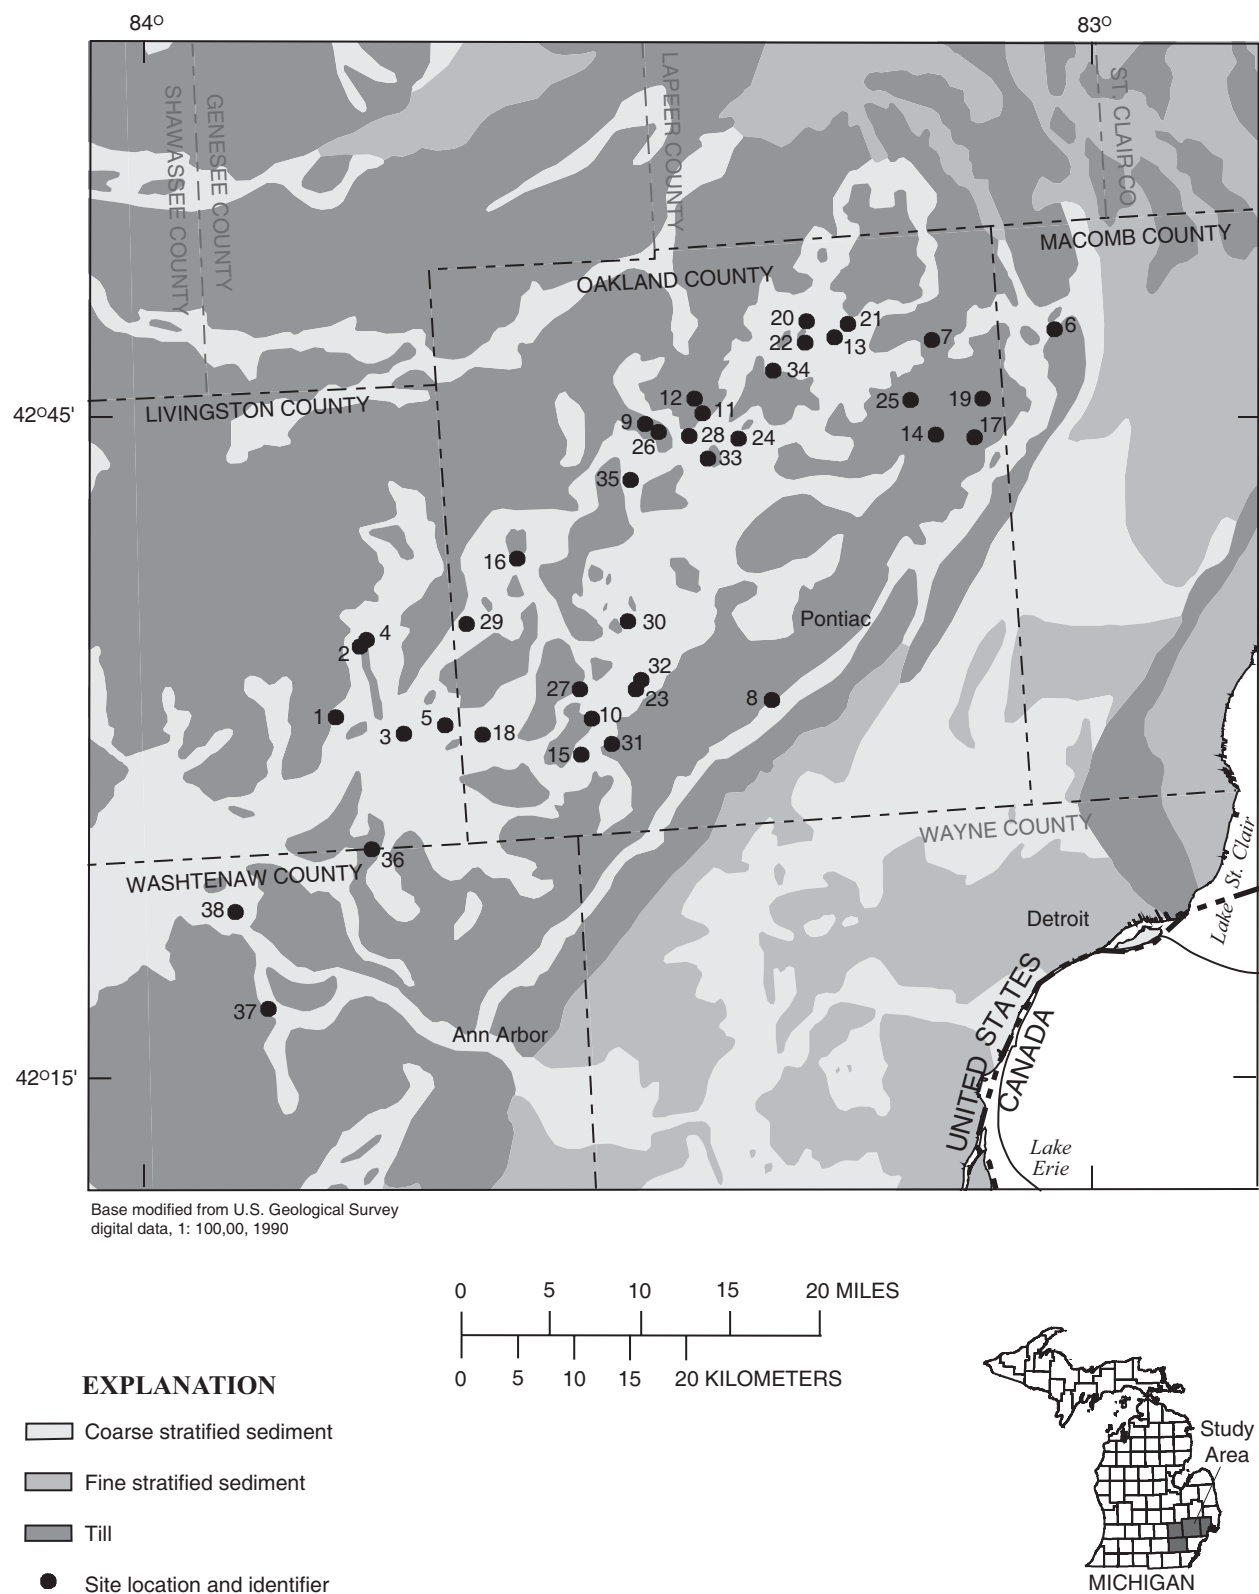 84°
83°
SHAWASSEE COUNTY
GENESEE COUNTY
LAPEER COUNTY
ST. CLAIR CO
MACOMB COUNTY
OAKLAND COUNTY
20
21
22
13
7
6
34
42°45'
LIVINGSTON COUNTY
12
11
25
19
9
26
28
24
14
17
33
35
16
29
30
Pontiac
4
2
32
27
23
8
1
5
10
3
18
31
15
WAYNE COUNTY
36
WASHTENAW COUNTY
38
Detroit
Lake St. Clair
37
Ann Arbor
UNITED STATES
CANADA
42°15'
Lake
Erie
Base modified from U.S. Geological Survey
digital data, 1: 100,00, 1990
0 5 10 15 20 MILES
0 5 10 15 20 KILOMETERS
EXPLANATION
Coarse stratified sediment
Fine stratified sediment
Till
Site location and identifier
Study
Area
MICHIGAN